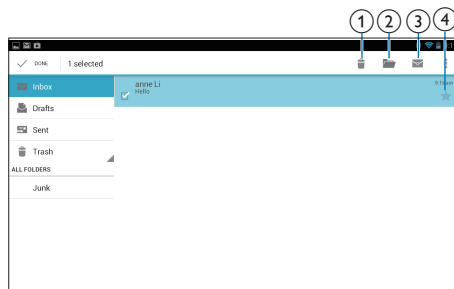 1 2 3 4
DONE 1 selected
Inbox
Drafts
Sent
Trash
ALL FOLDERS
Junk
anne Li
Hello